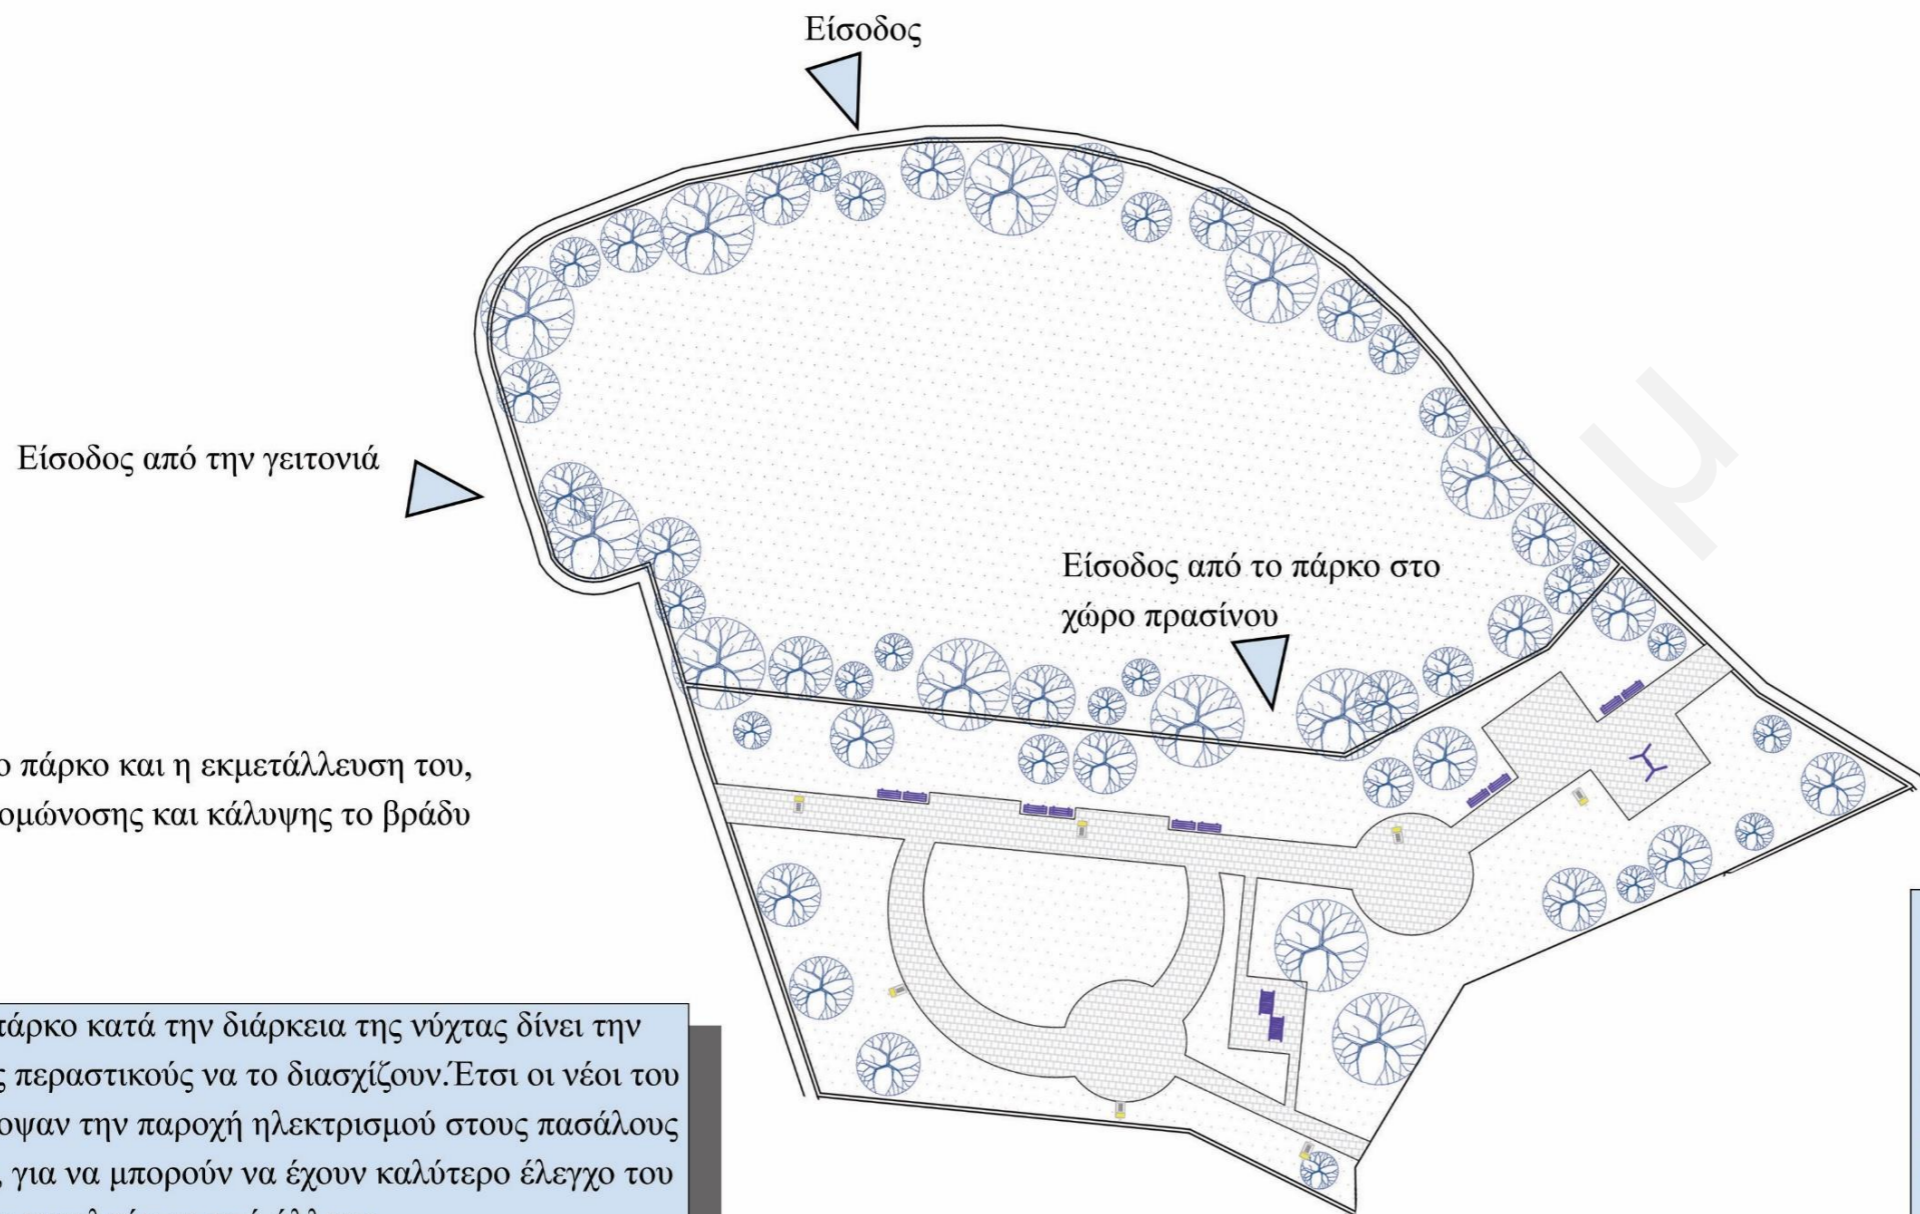 Είσοδος
Είσοδος από την γειτονιά
Είσοδος από το πάρκο στο
χώρο πρασίνου
ο πάρκο και η εκμετάλλευση του,
ομώνοσης και κάλυψης το βράδυ
πάρκο κατά την διάρκεια της νύχτας δίνει την
ς περαστικούς να το διασχίζουν.Έτσι οι νέοι του
οψαν την παροχή ηλεκτρισμού στους πασάλους
, για να μπορούν να έχουν καλύτερο έλεγχο του
μ